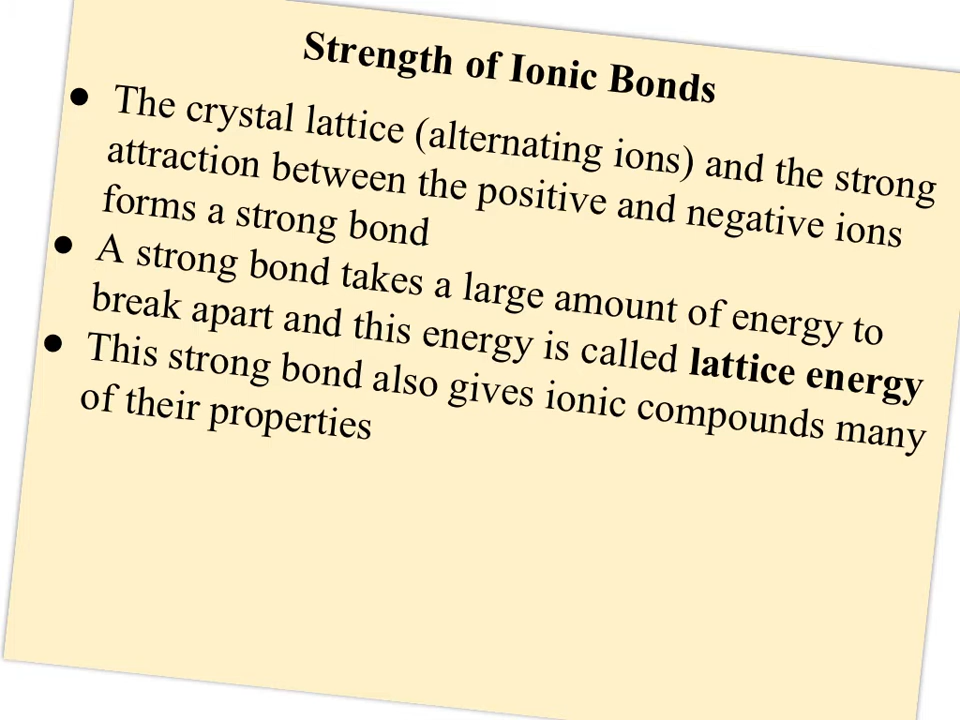 Strength of Ionic Bonds
● The crystal lattice (alternating ions) and the strong
attraction between the positive and negative ions
forms a strong bond
● A strong bond takes a large amount of energy to
break apart and this energy is called lattice energy
● This strong bond also gives ionic compounds many
of their properties